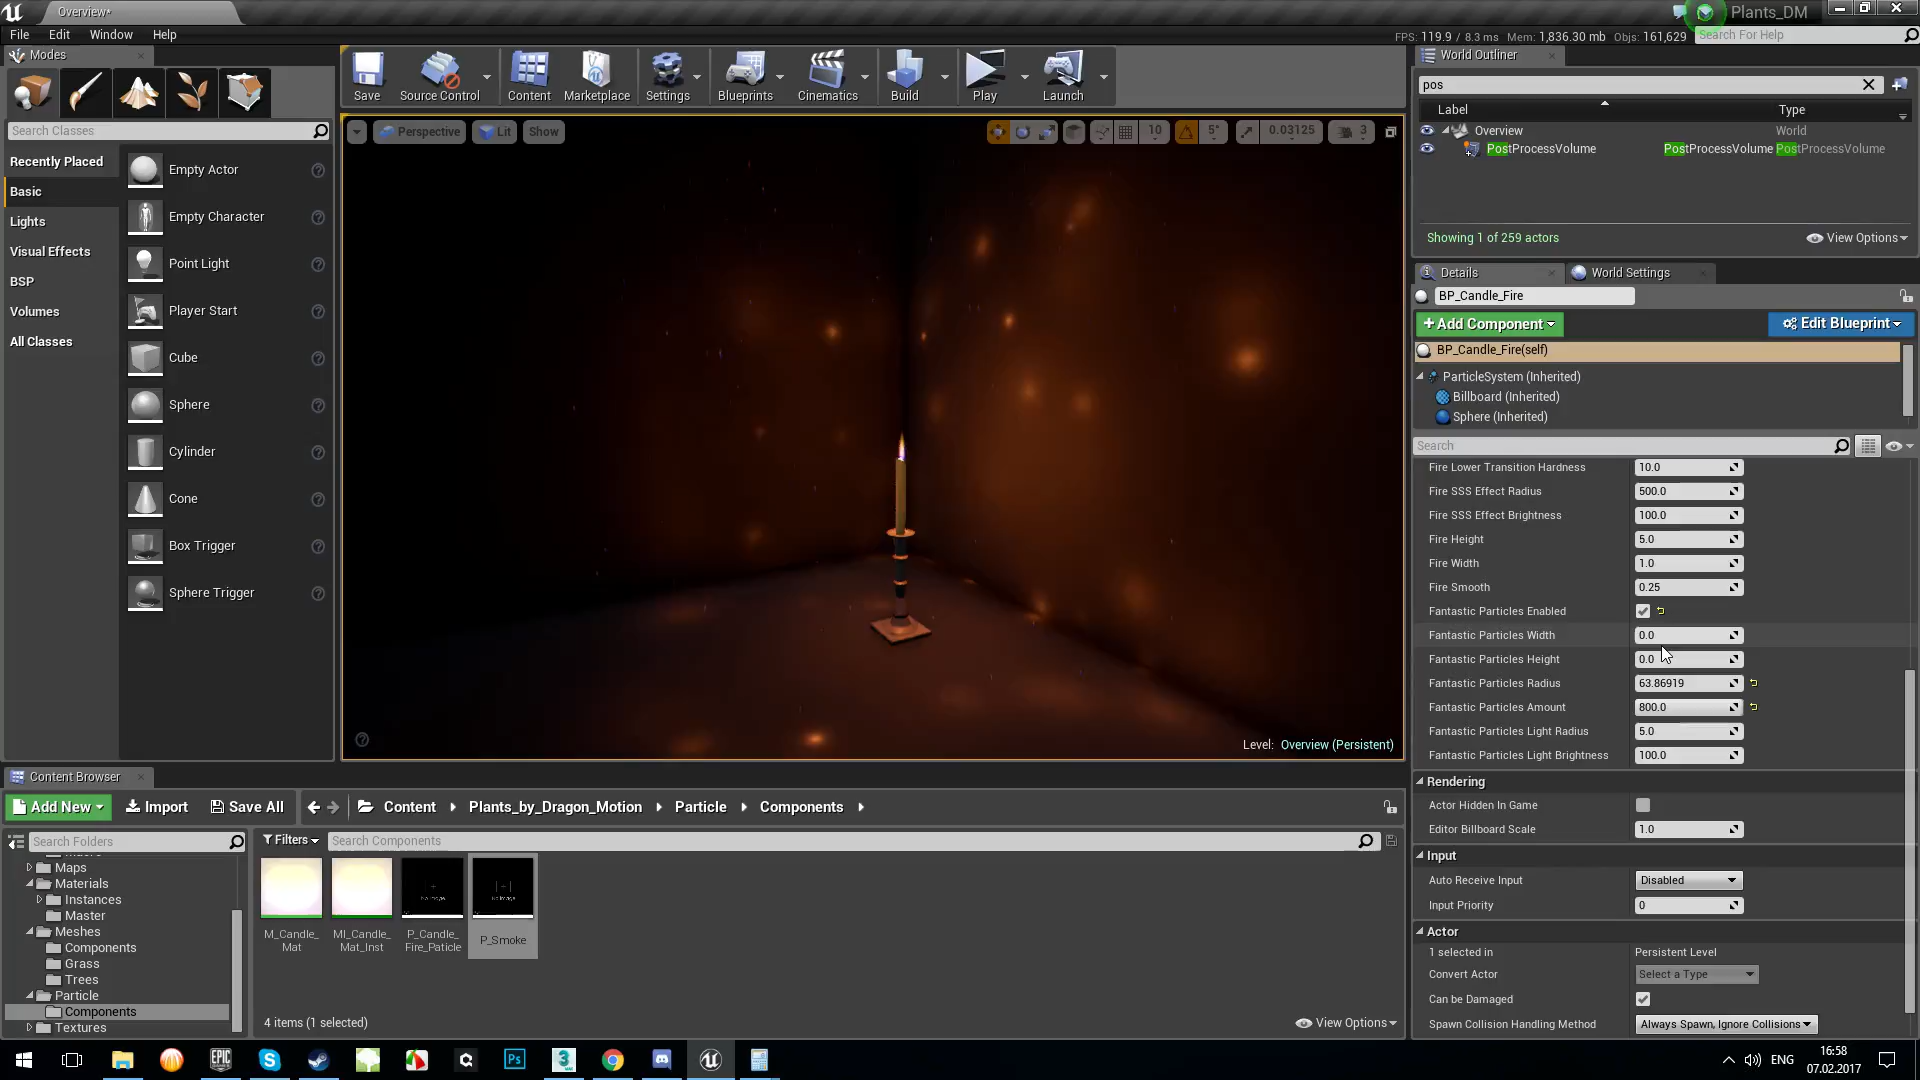 Overview*
Plants_DM
File Edit Window Help
FPS: 119.9 / 8.3 ms Mem: 1,836.30 mb Objs: 161,629
Search For Help
Modes
Search Classes
Recently Placed
Basic
Lights
Visual Effects
BSP
Volumes
All Classes
Empty Actor
Empty Character
Point Light
Player Start
Cube
Sphere
Cylinder
Cone
Box Trigger
Sphere Trigger
Save Source Control Content Marketplace Settings Blueprints Cinematics Build Play Launch
Perspective Lit Show
10 5° 0.03125 3
Level: Overview (Persistent)
World Outliner
pos
Label Type
Overview World
PostProcessVolume PostProcessVolume PostProcessVolume
Showing 1 of 259 actors View Options
Details World Settings
BP_Candle_Fire
+ Add Component Edit Blueprint
BP_Candle_Fire(self)
ParticleSystem (Inherited)
Billboard (Inherited)
Sphere (Inherited)
Search
Fire Lower Transition Hardness 10.0
Fire SSS Effect Radius 500.0
Fire SSS Effect Brightness 100.0
Fire Height 5.0
Fire Width 1.0
Fire Smooth 0.25
Fantastic Particles Enabled
Fantastic Particles Width 0.0
Fantastic Particles Height 0.0
Fantastic Particles Radius 63.86919
Fantastic Particles Amount 800.0
Fantastic Particles Light Radius 5.0
Fantastic Particles Light Brightness 100.0
Rendering
Actor Hidden In Game
Editor Billboard Scale 1.0
Input
Auto Receive Input Disabled
Input Priority 0
Actor
1 selected in Persistent Level
Convert Actor Select a Type
Can be Damaged
Spawn Collision Handling Method Always Spawn, Ignore Collisions
Content Browser
Add New Import Save All Content Plants_by_Dragon_Motion Particle Components
Search Folders
Filters Search Components
Maps
Materials
Instances
Master
Meshes
Components
Grass
Trees
Particle
Components
Textures
M_Candle_
Mat
MI_Candle_
Mat_Inst
P_Candle_
Fire_Paticle
P_Smoke
4 items (1 selected)
View Options
EPIC
Ps
3
ENG
16:58
07.02.2017